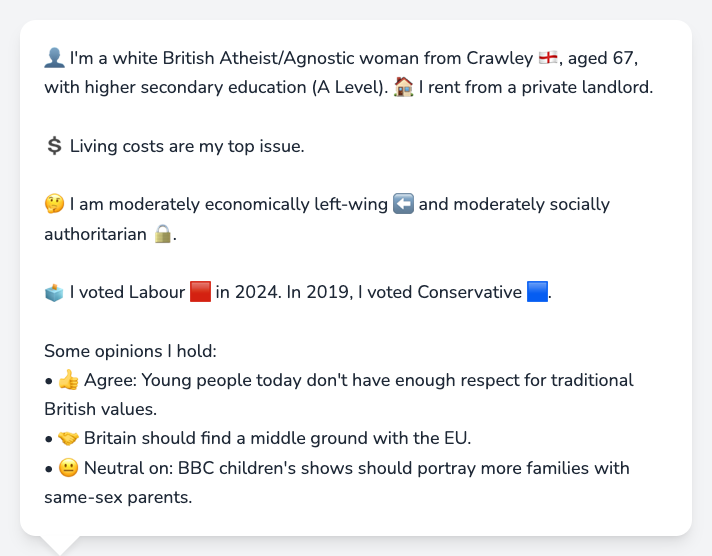 👤 I'm a white British Atheist/Agnostic woman from Crawley 🏴󠁧󠁢󠁥󠁮󠁧󠁿, aged 67,
with higher secondary education (A Level). 🏠 I rent from a private landlord.
💲 Living costs are my top issue.
🤔 I am moderately economically left-wing ⬅️ and moderately socially
authoritarian 🔒.
🗳️ I voted Labour 🟥 in 2024. In 2019, I voted Conservative 🟦.
Some opinions I hold:
• 👍 Agree: Young people today don't have enough respect for traditional
British values.
• 🤝 Britain should find a middle ground with the EU.
• 😐 Neutral on: BBC children's shows should portray more families with
same-sex parents.